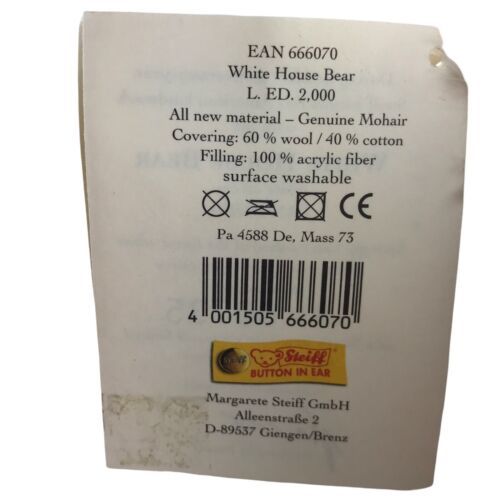 EAN 666070
White House Bear
L. ED. 2,000
All new material – Genuine Mohair
Covering: 60 % wool / 40 % cotton
Filling: 100 % acrylic fiber
surface washable
CE
Pa 4588 De, Mass 73
4 001505 666070
Steiff Steiff
BUTTON IN EAR
Margarete Steiff GmbH
Alleenstraße 2
D-89537 Giengen/Brenz